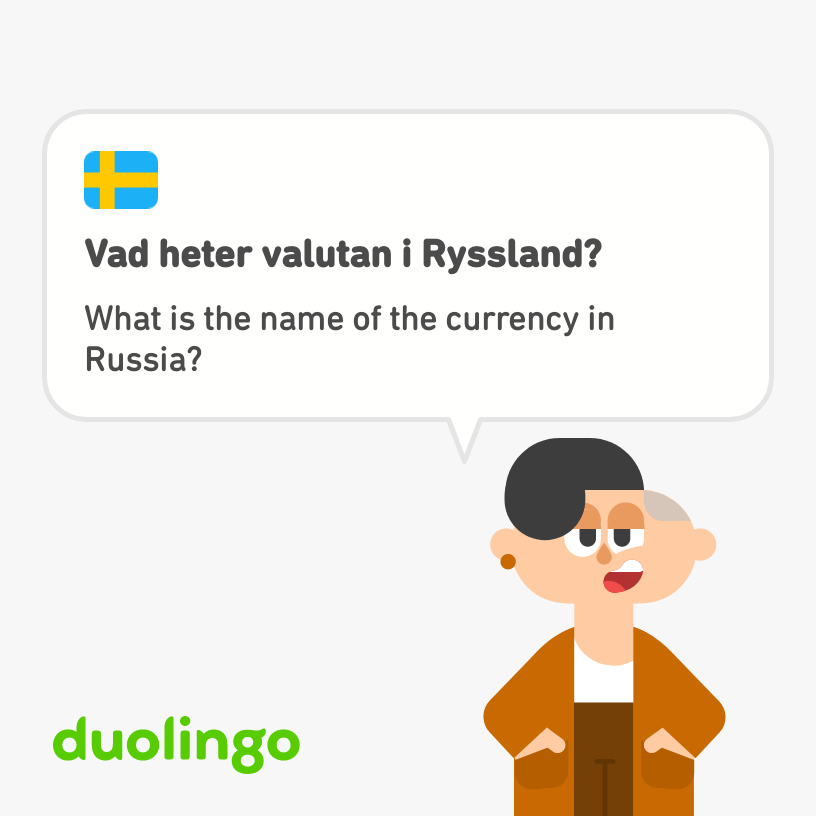 Vad heter valutan i Ryssland?
What is the name of the currency in
Russia?
duolingo